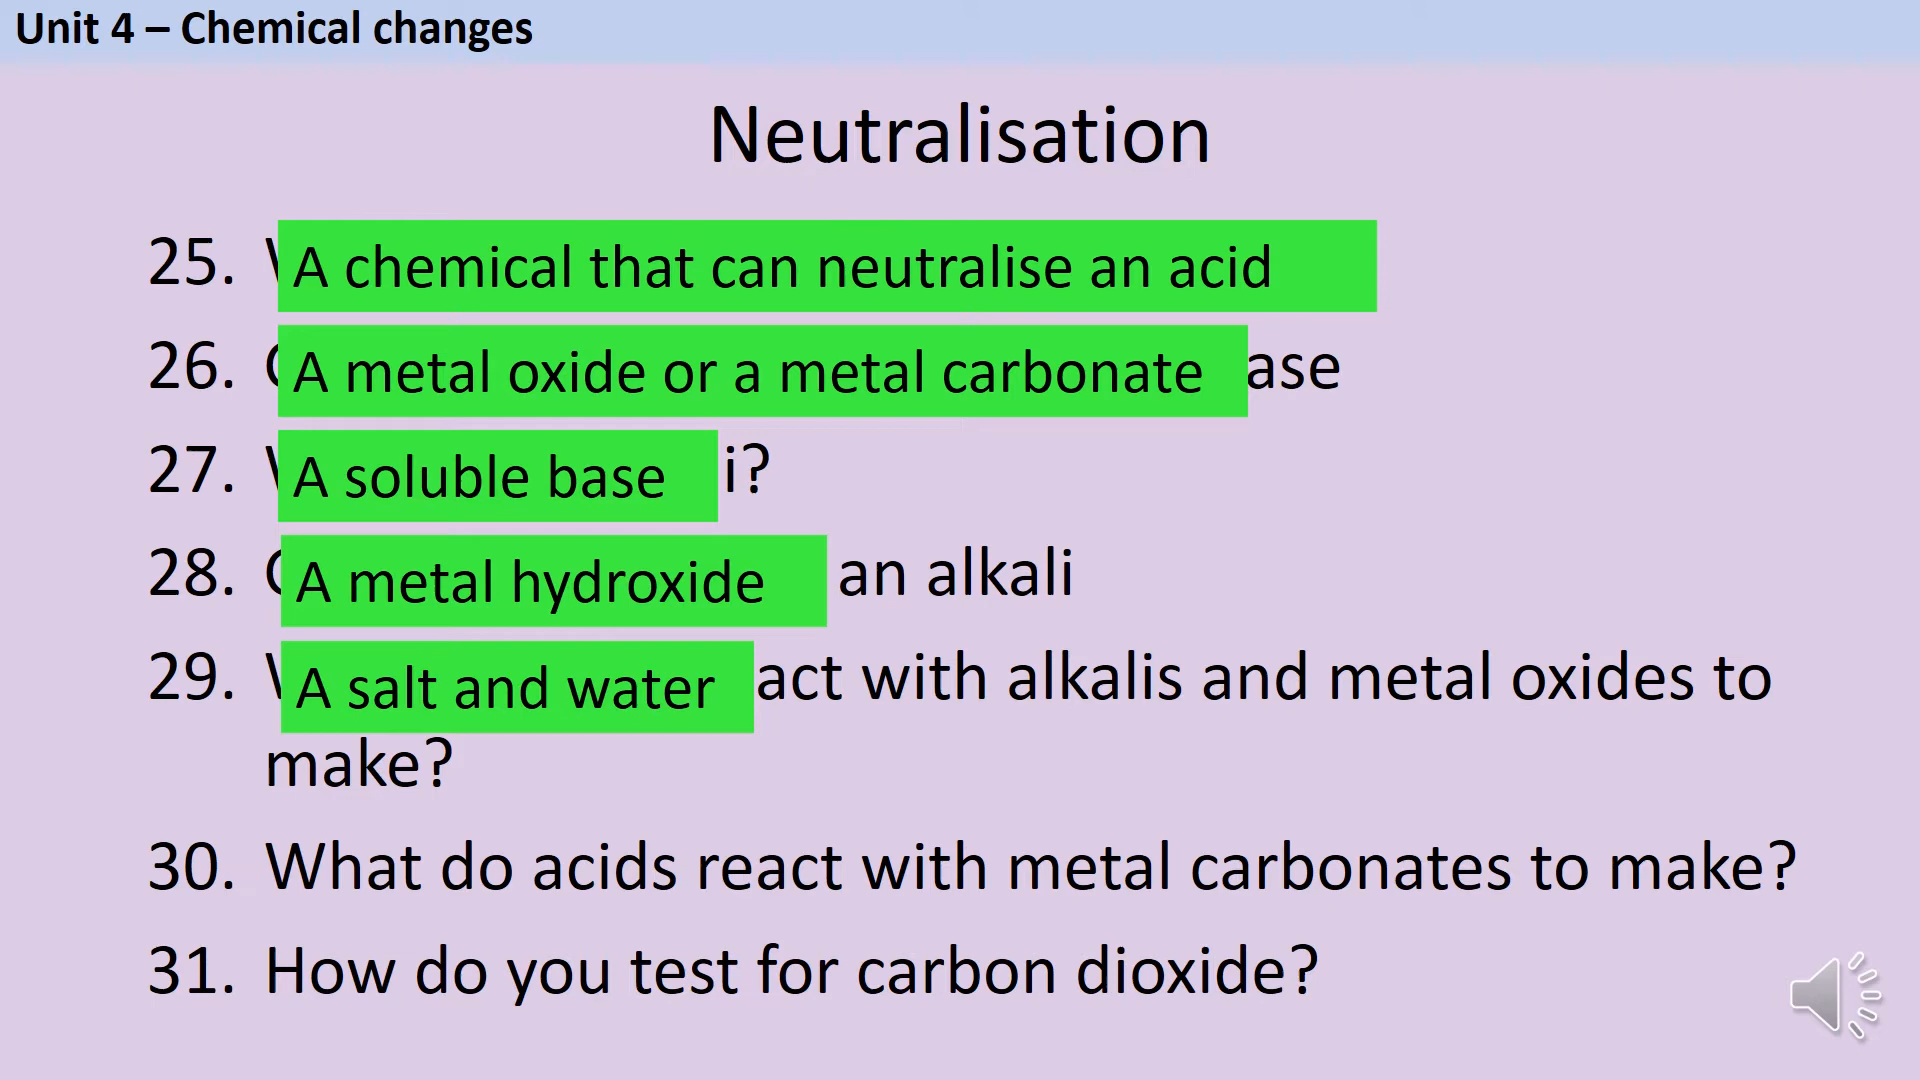 Unit 4 – Chemical changes
Neutralisation
25. A chemical that can neutralise an acid
26. A metal oxide or a metal carbonate ase
27. A soluble base i?
28. A metal hydroxide an alkali
29. A salt and water act with alkalis and metal oxides to
make?
30. What do acids react with metal carbonates to make?
31. How do you test for carbon dioxide?